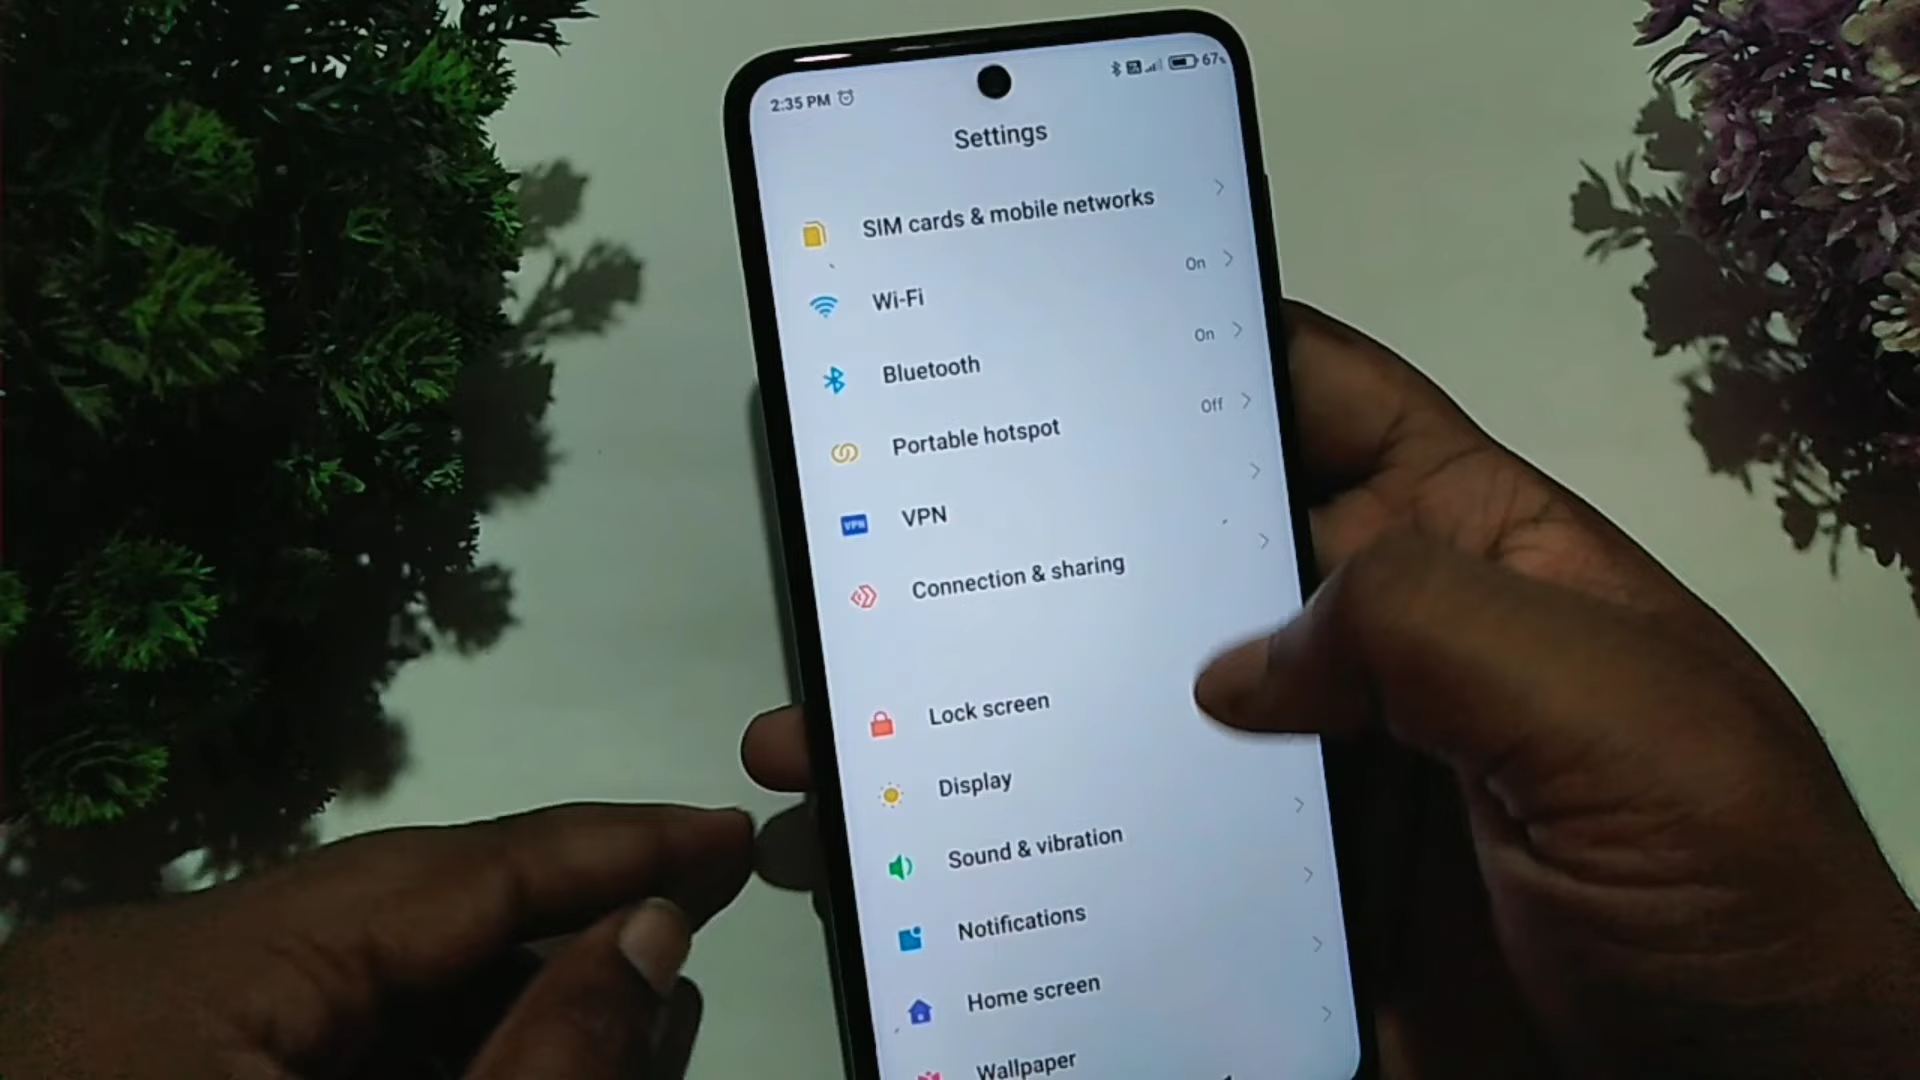 2:35 PM 67%
Settings
SIM cards & mobile networks
Wi-Fi On
Bluetooth On
Portable hotspot Off
VPN VPN
Connection & sharing
Lock screen
Display
Sound & vibration
Notifications
Home screen
Wallpaper